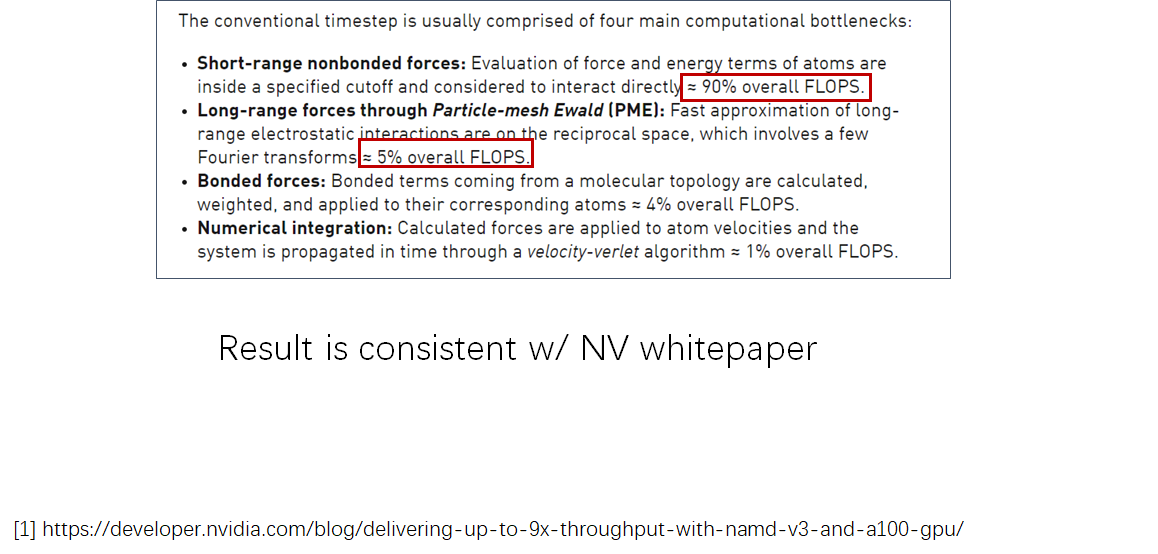 The conventional timestep is usually comprised of four main computational bottlenecks:
• Short-range nonbonded forces: Evaluation of force and energy terms of atoms are
inside a specified cutoff and considered to interact directly ≈ 90% overall FLOPS.
• Long-range forces through Particle-mesh Ewald (PME): Fast approximation of long-
range electrostatic interactions are on the reciprocal space, which involves a few
Fourier transforms ≈ 5% overall FLOPS.
• Bonded forces: Bonded terms coming from a molecular topology are calculated,
weighted, and applied to their corresponding atoms ≈ 4% overall FLOPS.
• Numerical integration: Calculated forces are applied to atom velocities and the
system is propagated in time through a velocity-verlet algorithm ≈ 1% overall FLOPS.
Result is consistent w/ NV whitepaper
[1] https://developer.nvidia.com/blog/delivering-up-to-9x-throughput-with-namd-v3-and-a100-gpu/